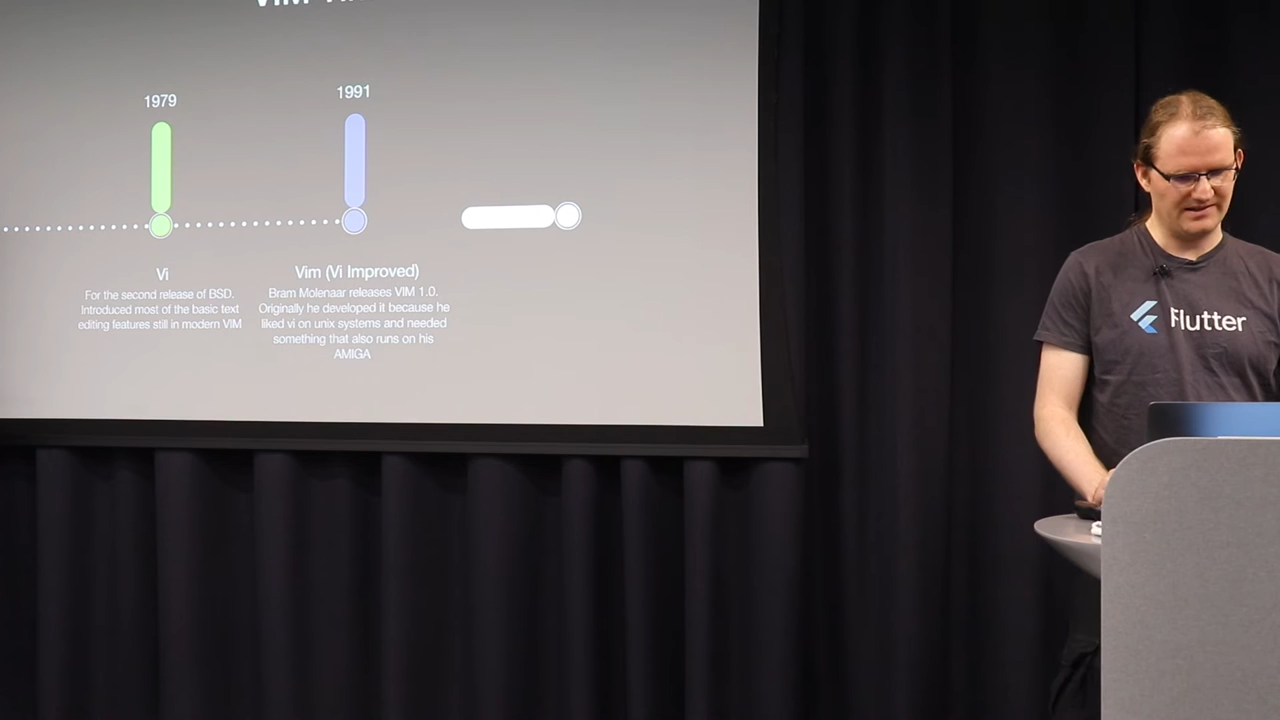 1979
1991
Vi
For the second release of BSD.
Introduced most of the basic text
editing features still in modern VIM
Vim (Vi Improved)
Bram Molenaar releases VIM 1.0.
Originally he developed it because he
liked vi on unix systems and needed
something that also runs on his
AMIGA
Flutter